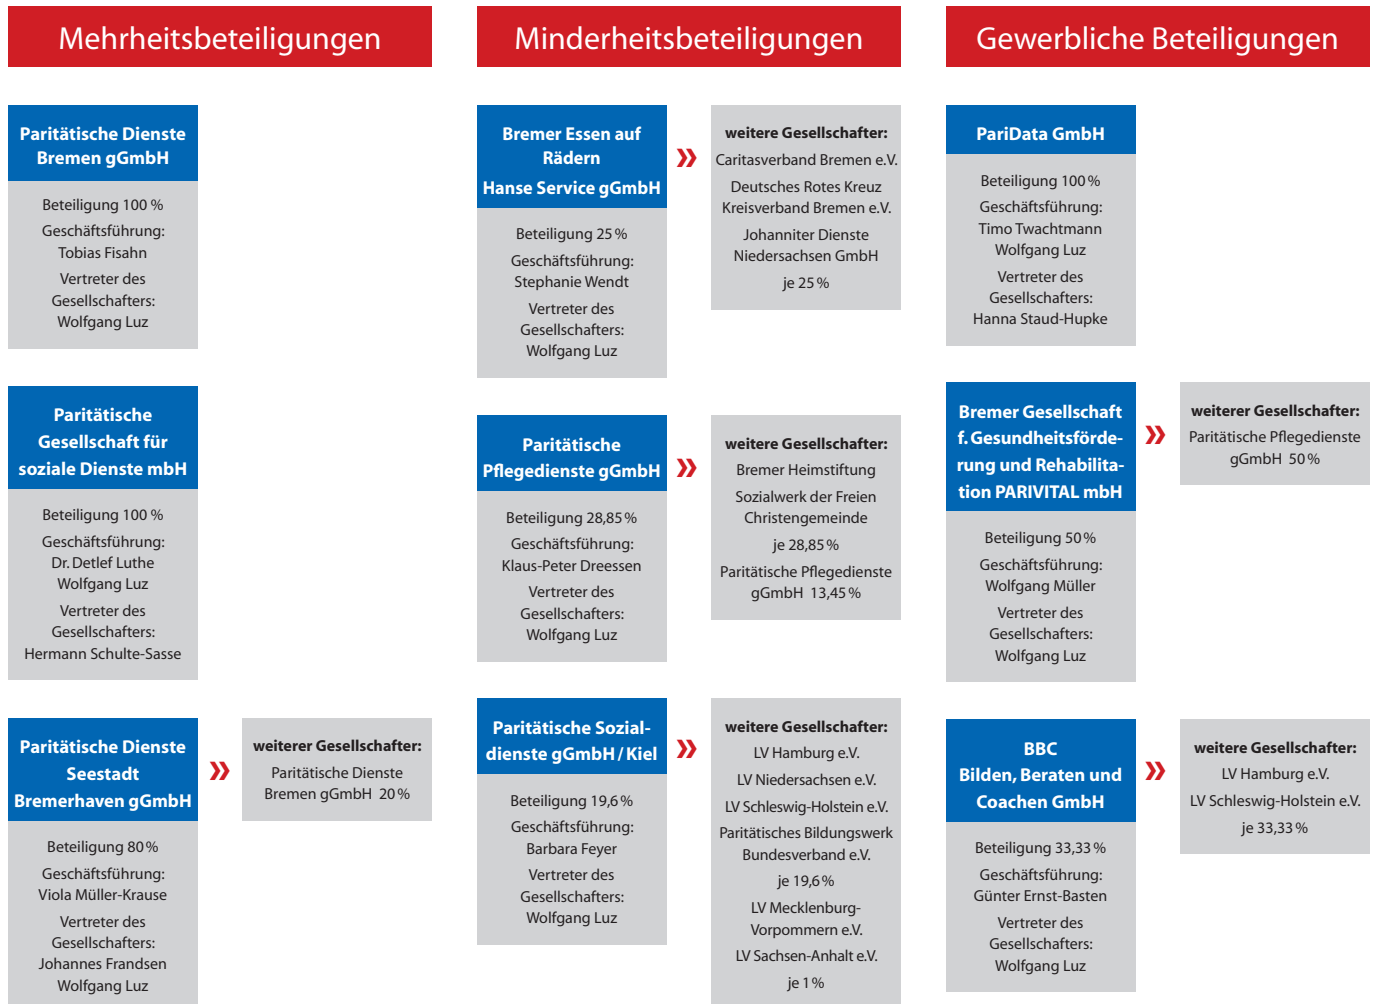 Mehrheitsbeteiligungen
Paritätische Dienste
Bremen gGmbH
Beteiligung 100 %
Geschäftsführung:
Tobias Fisahn
Vertreter des
Gesellschafters:
Wolfgang Luz
Paritätische
Gesellschaft für
soziale Dienste mbH
Beteiligung 100 %
Geschäftsführung:
Dr. Detlef Luthe
Wolfgang Luz
Vertreter des
Gesellschafters:
Hermann Schulte-Sasse
Paritätische Dienste
Seestadt
Bremerhaven gGmbH
Beteiligung 80 %
Geschäftsführung:
Viola Müller-Krause
Vertreter des
Gesellschafters:
Johannes Frandsen
Wolfgang Luz
»
weiterer Gesellschafter:
Paritätische Dienste
Bremen gGmbH 20 %
Minderheitsbeteiligungen
Bremer Essen auf
Rädern
Hanse Service gGmbH
Beteiligung 25 %
Geschäftsführung:
Stephanie Wendt
Vertreter des
Gesellschafters:
Wolfgang Luz
»
weitere Gesellschafter:
Caritasverband Bremen e.V.
Deutsches Rotes Kreuz
Kreisverband Bremen e.V.
Johanniter Dienste
Niedersachsen GmbH
je 25 %
Paritätische
Pflegedienste gGmbH
Beteiligung 28,85 %
Geschäftsführung:
Klaus-Peter Dreessen
Vertreter des
Gesellschafters:
Wolfgang Luz
»
weitere Gesellschafter:
Bremer Heimstiftung
Sozialwerk der Freien
Christengemeinde
je 28,85 %
Paritätische Pflegedienste
gGmbH 13,45 %
Paritätische Sozial-
dienste gGmbH / Kiel
Beteiligung 19,6 %
Geschäftsführung:
Barbara Feyer
Vertreter des
Gesellschafters:
Wolfgang Luz
»
weitere Gesellschafter:
LV Hamburg e.V.
LV Niedersachsen e.V.
LV Schleswig-Holstein e.V.
Paritätisches Bildungswerk
Bundesverband e.V.
je 19,6 %
LV Mecklenburg-
Vorpommern e.V.
LV Sachsen-Anhalt e.V.
je 1 %
Gewerbliche Beteiligungen
PariData GmbH
Beteiligung 100 %
Geschäftsführung:
Timo Twachtmann
Wolfgang Luz
Vertreter des
Gesellschafters:
Hanna Staud-Hupke
Bremer Gesellschaft
f. Gesundheitsförde-
rung und Rehabilita-
tion PARIVITAL mbH
Beteiligung 50 %
Geschäftsführung:
Wolfgang Müller
Vertreter des
Gesellschafters:
Wolfgang Luz
»
weiterer Gesellschafter:
Paritätische Pflegedienste
gGmbH 50 %
BBC
Bilden, Beraten und
Coachen GmbH
Beteiligung 33,33 %
Geschäftsführung:
Günter Ernst-Basten
Vertreter des
Gesellschafters:
Wolfgang Luz
»
weitere Gesellschafter:
LV Hamburg e.V.
LV Schleswig-Holstein e.V.
je 33,33 %